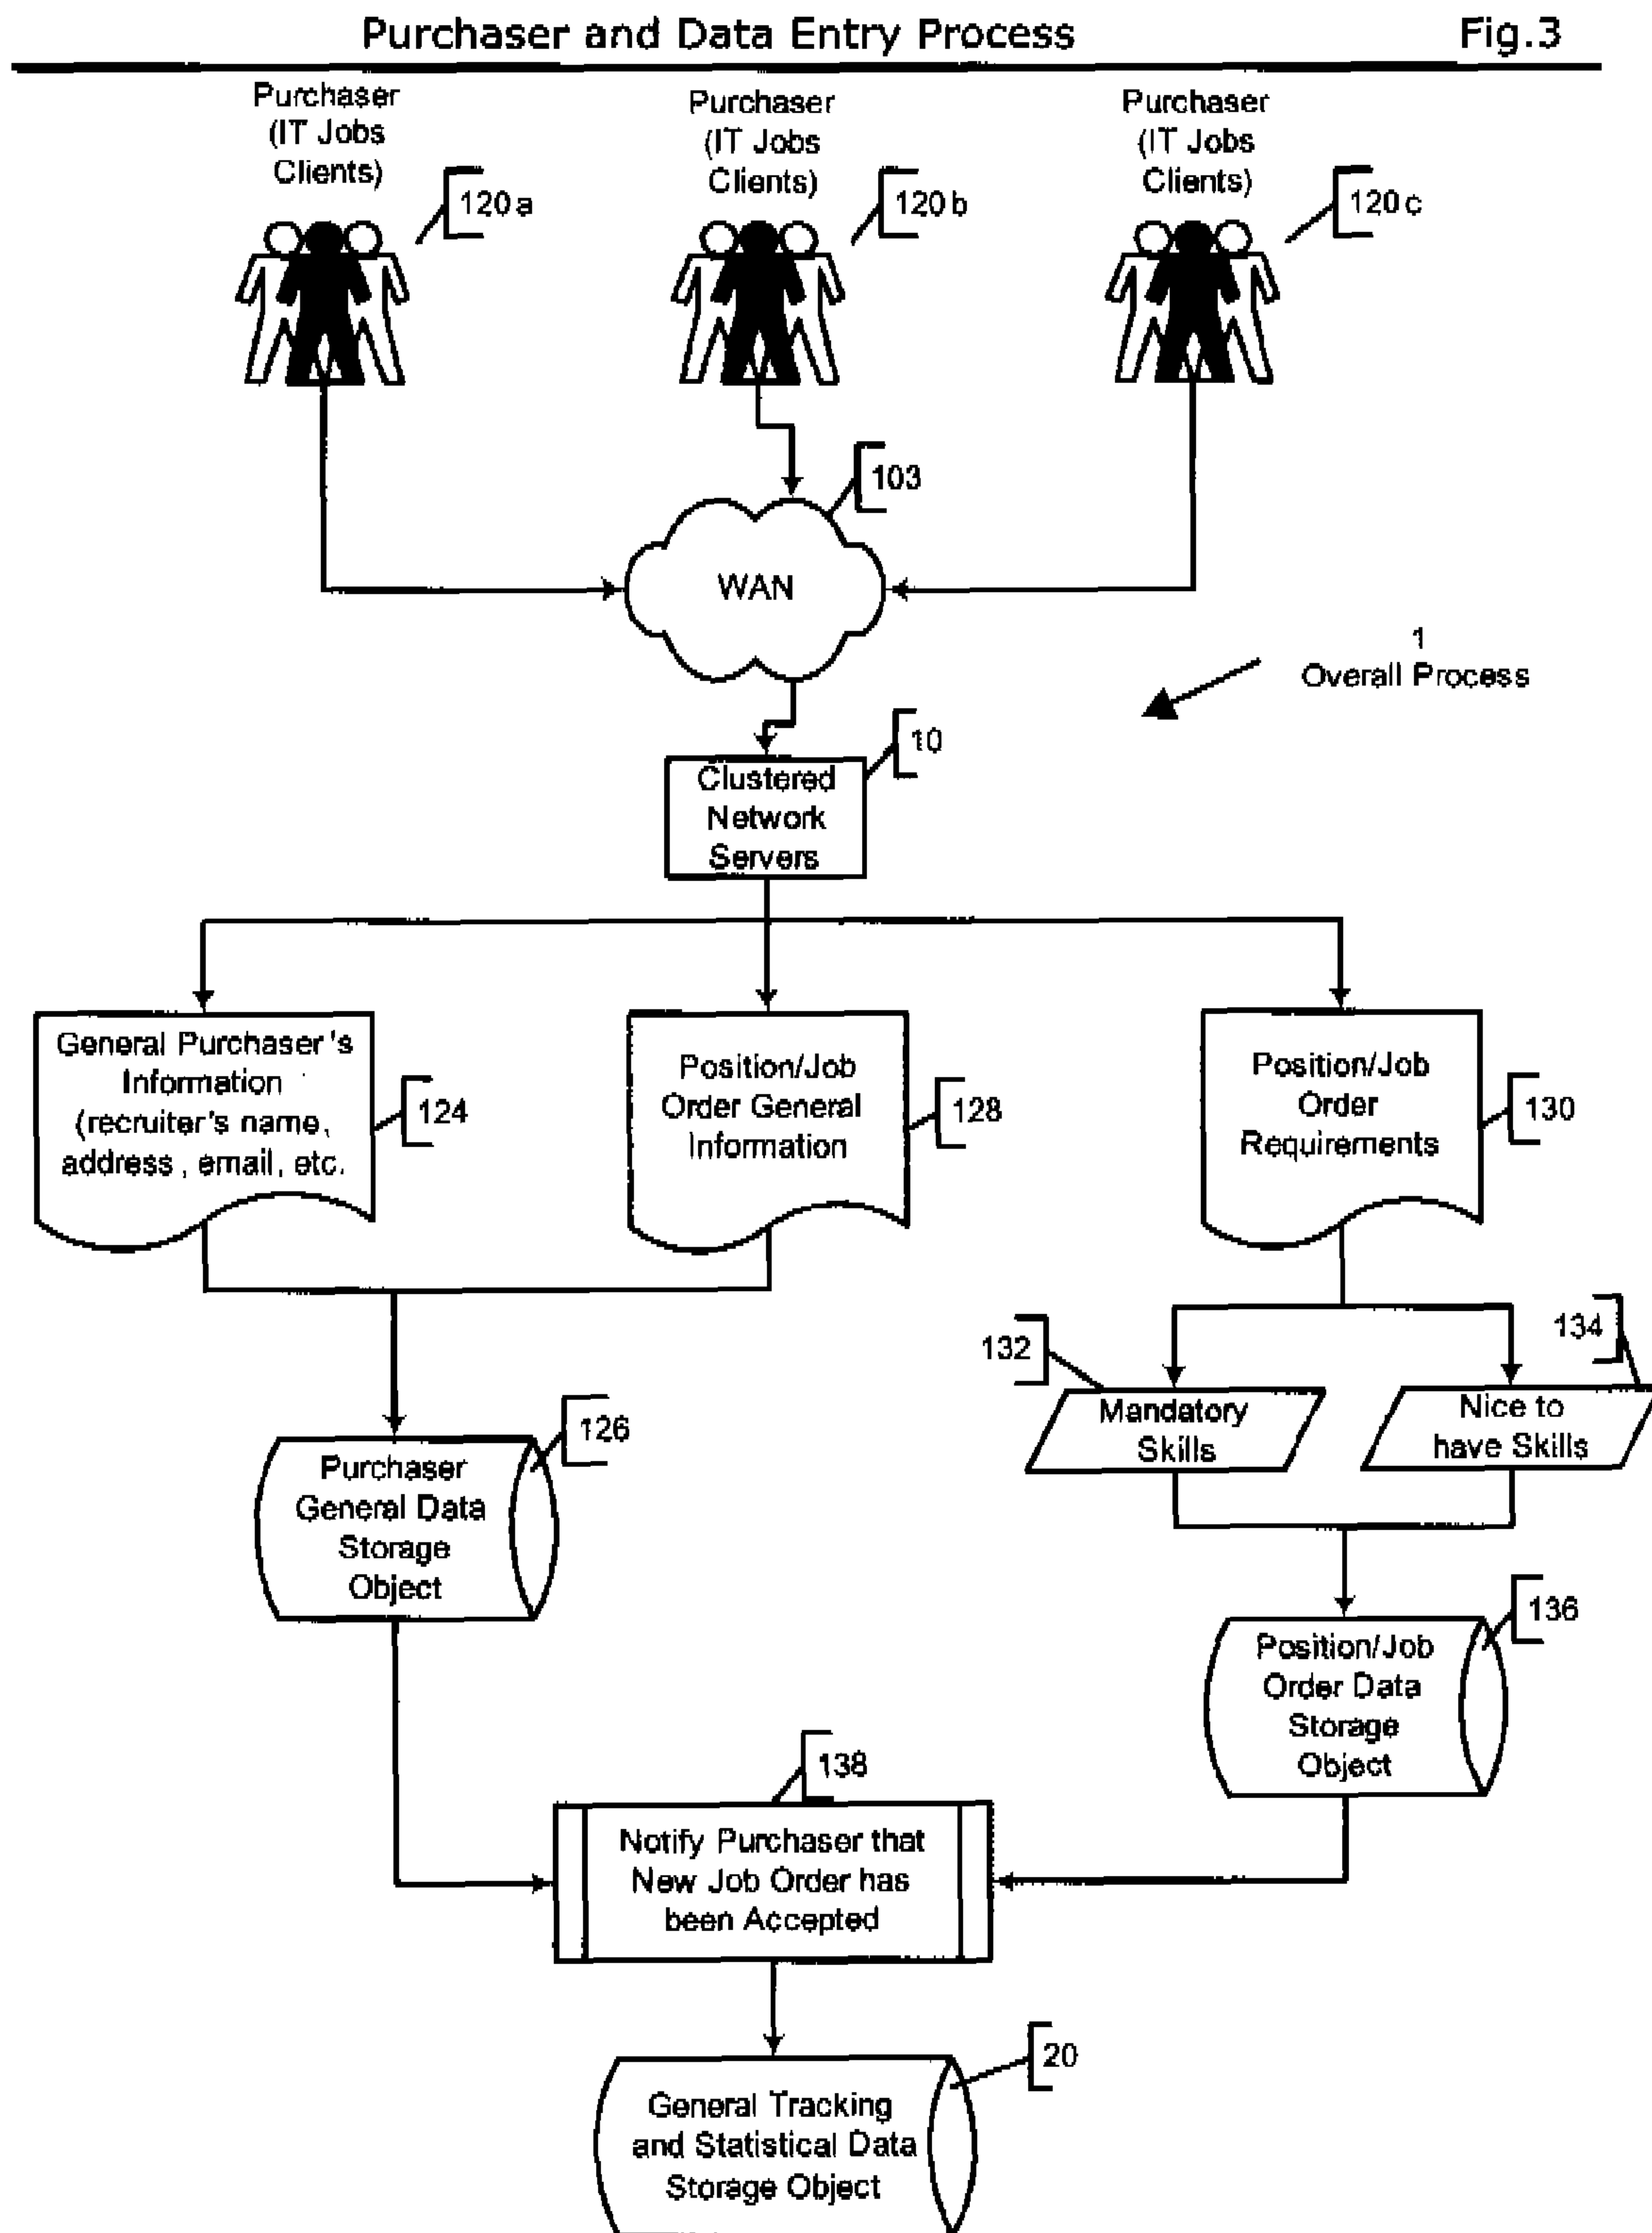 Purchaser and Data Entry Process
Fig.3
Purchaser
(IT Jobs
Clients)
120a
Purchaser
(IT Jobs
Clients)
120b
Purchaser
(IT Jobs
Clients)
120c
103
WAN
1
Overall Process
10
Clustered
Network
Servers
General Purchaser's
Information
(recruiter's name,
address, email, etc.
124
Position/Job
Order General
Information
128
Position/Job
Order
Requirements
130
132
134
Mandatory
Skills
Nice to
have Skills
126
Purchaser
General Data
Storage
Object
136
Position/Job
Order Data
Storage
Object
138
Notify Purchaser that
New Job Order has
been Accepted
20
General Tracking
and Statistical Data
Storage Object